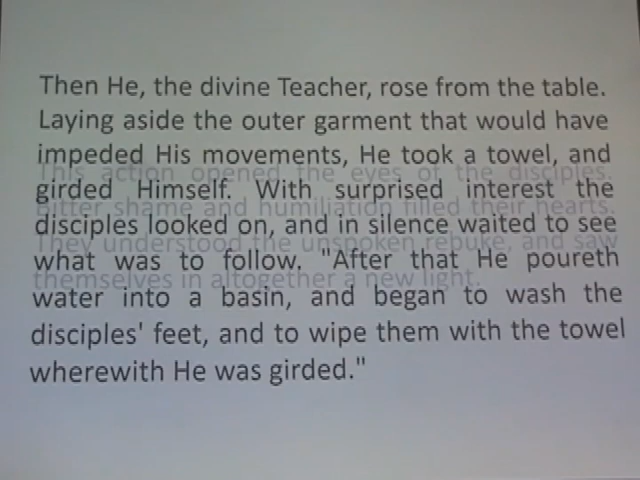 Then He, the divine Teacher, rose from the table.
Laying aside the outer garment that would have
impeded His movements, He took a towel, and
This action opened the eyes of the disciples.
girded Himself. With surprised interest the
Bitter shame and humiliation filled their hearts.
disciples looked on, and in silence waited to see
They understood the unspoken rebuke, and saw
what was to follow. "After that He poureth
themselves in altogether a new light.
water into a basin, and began to wash the
disciples' feet, and to wipe them with the towel
wherewith He was girded."